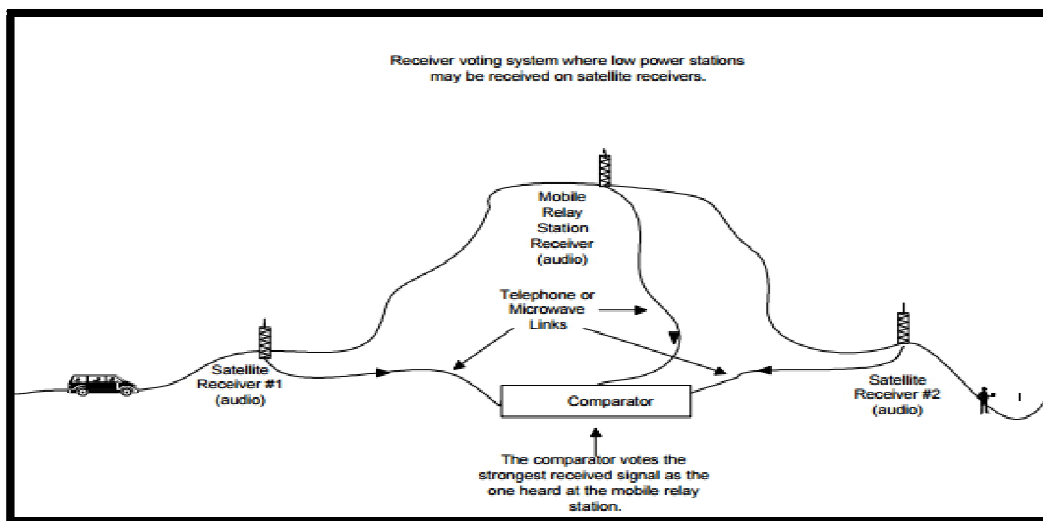 Receiver voting system where low power stations
may be received on satellite receivers.
Mobile
Relay
Station
Receiver
(audio)
Telephone or
Microwave
Links
Satellite
Receiver #1
(audio)
Comparator
Satellite
Receiver #2
(audio)
The comparator votes the
strongest received signal as the
one heard at the mobile relay
station.